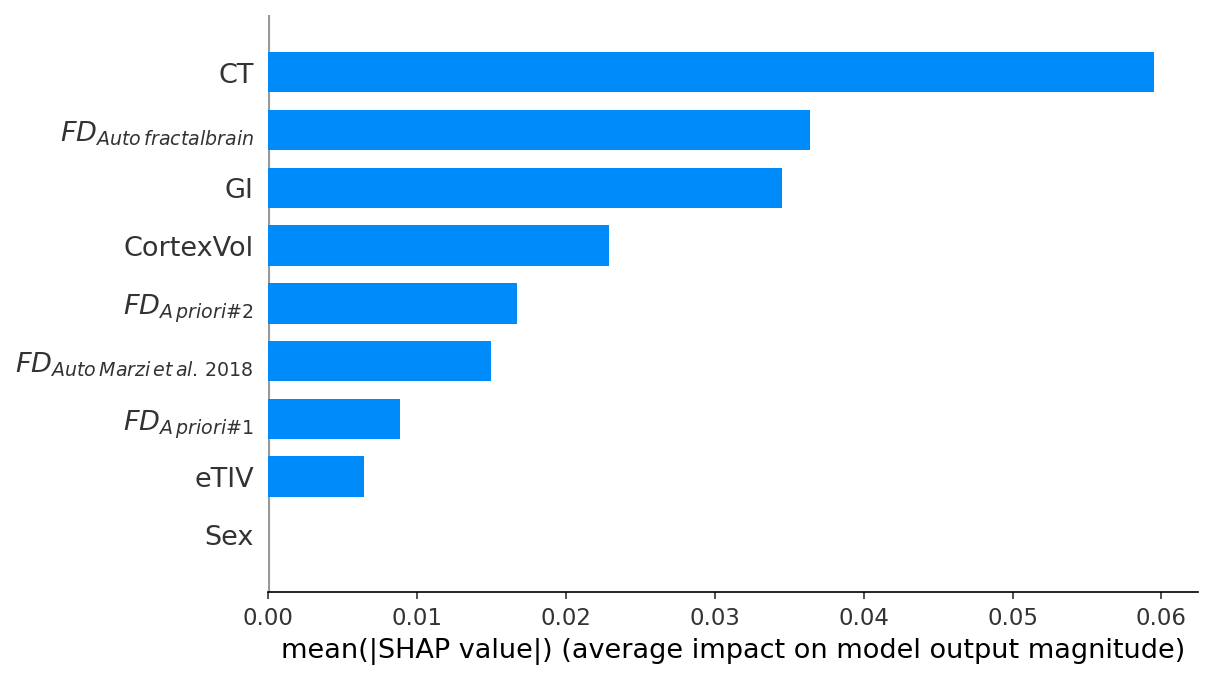 CT
FD_Auto fractalbrain
GI
CortexVol
FD_A priori#2
FD_Auto Marzi et al. 2018
FD_A priori#1
eTIV
Sex
0.00 0.01 0.02 0.03 0.04 0.05 0.06
mean(|SHAP value|) (average impact on model output magnitude)